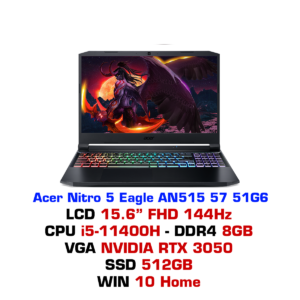 Acer Nitro 5 Eagle AN515 57 51G6
LCD 15.6” FHD 144Hz
CPU i5-11400H - DDR4 8GB
VGA NVIDIA RTX 3050
SSD 512GB
WIN 10 Home